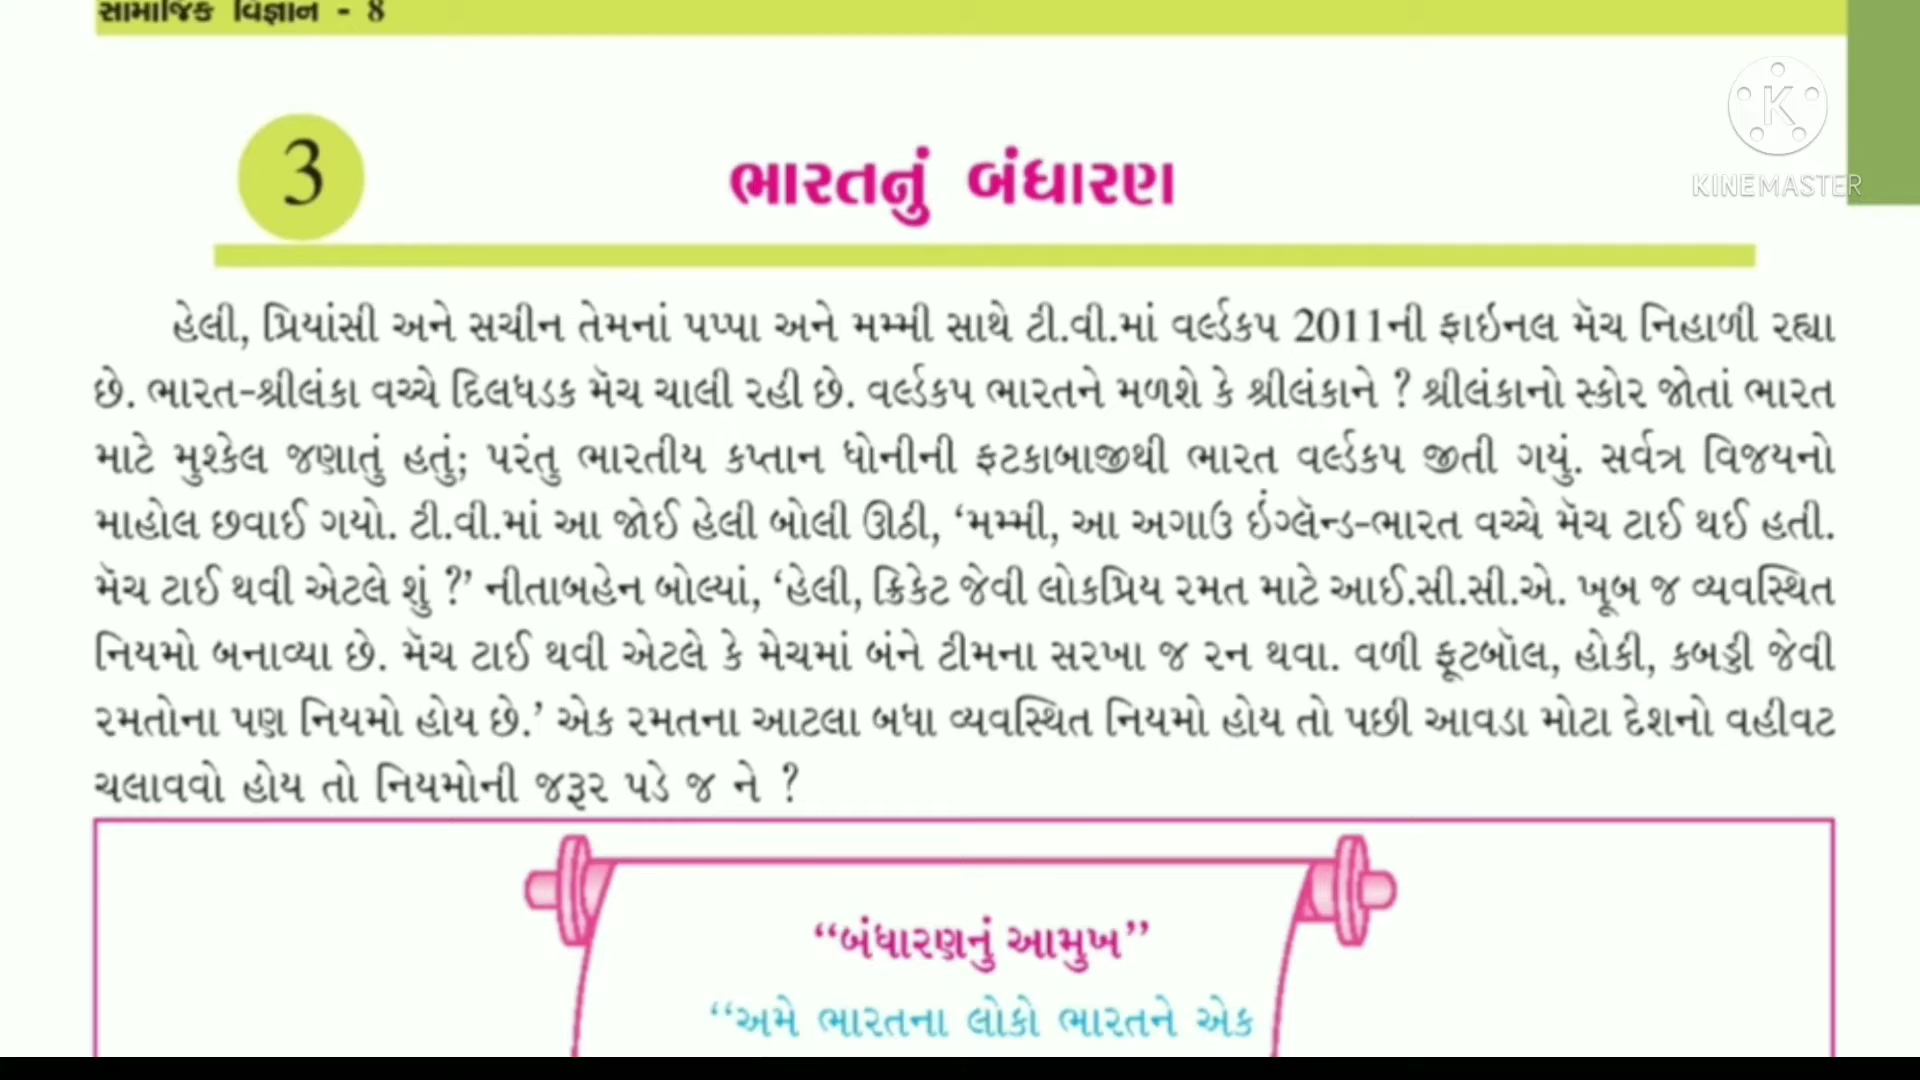 સામાજિક વિજ્ઞાન - 8
KINEMASTER
3
ભારતનું બંધારણ
હેલી, પ્રિયાંસી અને સચીન તેમનાં પપ્પા અને મમ્મી સાથે ટી.વી.માં વર્લ્ડકપ 2011ની ફાઇનલ મૅચ નિહાળી રહ્યા
છે. ભારત-શ્રીલંકા વચ્ચે દિલધડક મૅચ ચાલી રહી છે. વર્લ્ડકપ ભારતને મળશે કે શ્રીલંકાને ? શ્રીલંકાનો સ્કોર જોતાં ભારત
માટે મુશ્કેલ જણાતું હતું; પરંતુ ભારતીય કપ્તાન ધોનીની ફટકાબાજીથી ભારત વર્લ્ડકપ જીતી ગયું. સર્વત્ર વિજયનો
માહોલ છવાઈ ગયો. ટી.વી.માં આ જોઈ હેલી બોલી ઊઠી, ‘મમ્મી, આ અગાઉ ઇંગ્લૅન્ડ-ભારત વચ્ચે મૅચ ટાઈ થઈ હતી.
મૅચ ટાઈ થવી એટલે શું ?’ નીતાબહેન બોલ્યાં, ‘હેલી, ક્રિકેટ જેવી લોકપ્રિય રમત માટે આઈ.સી.સી.એ. ખૂબ જ વ્યવસ્થિત
નિયમો બનાવ્યા છે. મૅચ ટાઈ થવી એટલે કે મેચમાં બંને ટીમના સરખા જ રન થવા. વળી ફૂટબૉલ, હોકી, કબડ્ડી જેવી
રમતોના પણ નિયમો હોય છે.’ એક રમતના આટલા બધા વ્યવસ્થિત નિયમો હોય તો પછી આવડા મોટા દેશનો વહીવટ
ચલાવવો હોય તો નિયમોની જરૂર પડે જ ને ?
‘‘બંધારણનું આમુખ’’
‘‘અમે ભારતના લોકો ભારતને એક